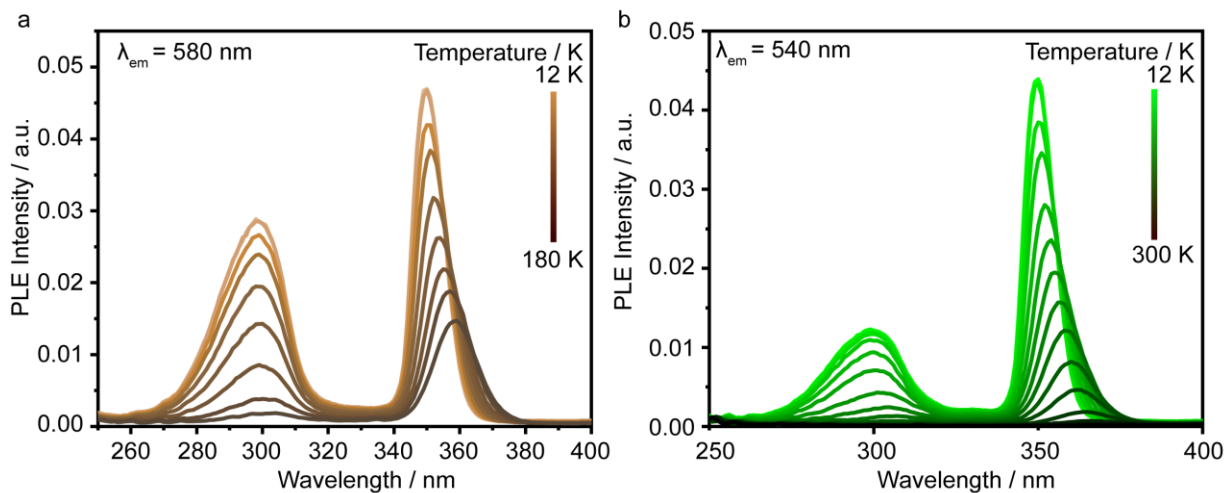 a
λem = 580 nm
Temperature / K
12 K
180 K
PLE Intensity / a.u.
0.05
0.04
0.03
0.02
0.01
0.00
260 280 300 320 340 360 380 400
Wavelength / nm
b
λem = 540 nm
Temperature / K
12 K
300 K
PLE Intensity / a.u.
0.05
0.04
0.03
0.02
0.01
0.00
250 300 350 400
Wavelength / nm